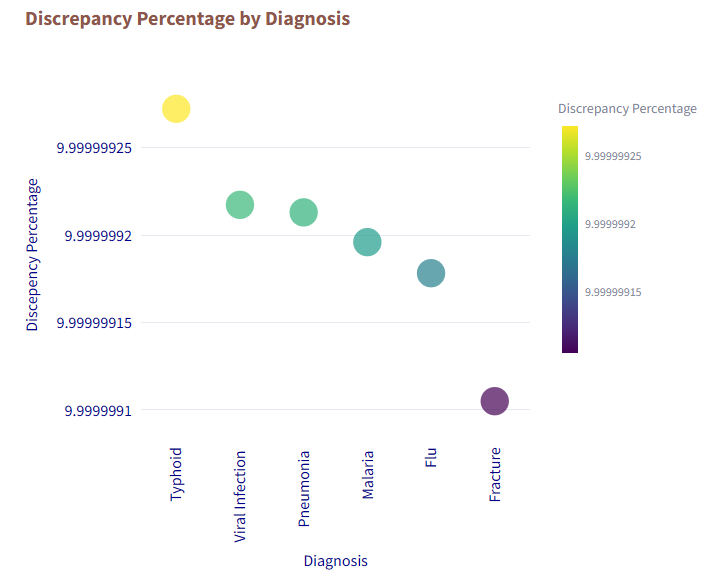 Discrepancy Percentage by Diagnosis
Discrepancy Percentage
9.99999925
9.9999992
9.99999915
9.9999991
Discepency Percentage
9.99999925
9.9999992
9.99999915
Typhoid
Viral Infection
Pneumonia
Malaria
Flu
Fracture
Diagnosis